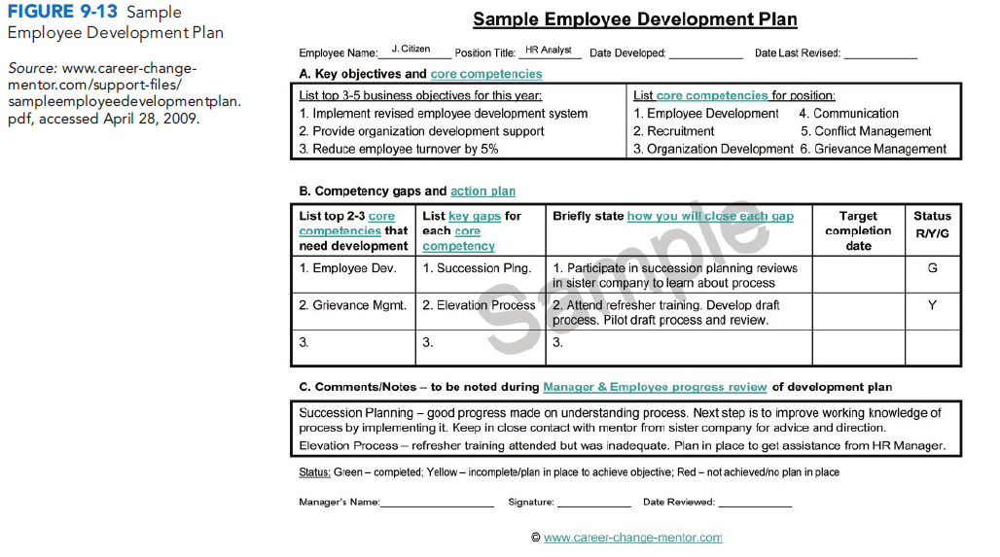 FIGURE 9-13 Sample
Employee Development Plan
Source: www.career-change-
mentor.com/support-files/
sampleemployeedevelopmentplan.
pdf, accessed April 28, 2009.
Sample Employee Development Plan
Employee Name: J. Citizen Position Title: HR Analyst Date Developed: Date Last Revised:
A. Key objectives and core competencies
List top 3-5 business objectives for this year:
1. Implement revised employee development system
2. Provide organization development support
3. Reduce employee turnover by 5%
List core competencies for position:
1. Employee Development 4. Communication
2. Recruitment 5. Conflict Management
3. Organization Development 6. Grievance Management
B. Competency gaps and action plan
List top 2-3 core
competencies that
need development
List key gaps for
each core
competency
Briefly state how you will close each gap
Target
completion
date
Status
R/Y/G
1. Employee Dev.
1. Succession Plng.
1. Participate in succession planning reviews
in sister company to learn about process
G
2. Grievance Mgmt.
2. Elevation Process
2. Attend refresher training. Develop draft
process. Pilot draft process and review.
Y
3.
3.
3.
Sample
C. Comments/Notes – to be noted during Manager & Employee progress review of development plan
Succession Planning – good progress made on understanding process. Next step is to improve working knowledge of
process by implementing it. Keep in close contact with mentor from sister company for advice and direction.
Elevation Process – refresher training attended but was inadequate. Plan in place to get assistance from HR Manager.
Status: Green – completed; Yellow – incomplete/plan in place to achieve objective; Red – not achieved/no plan in place
Manager's Name: Signature: Date Reviewed:
© www.career-change-mentor.com